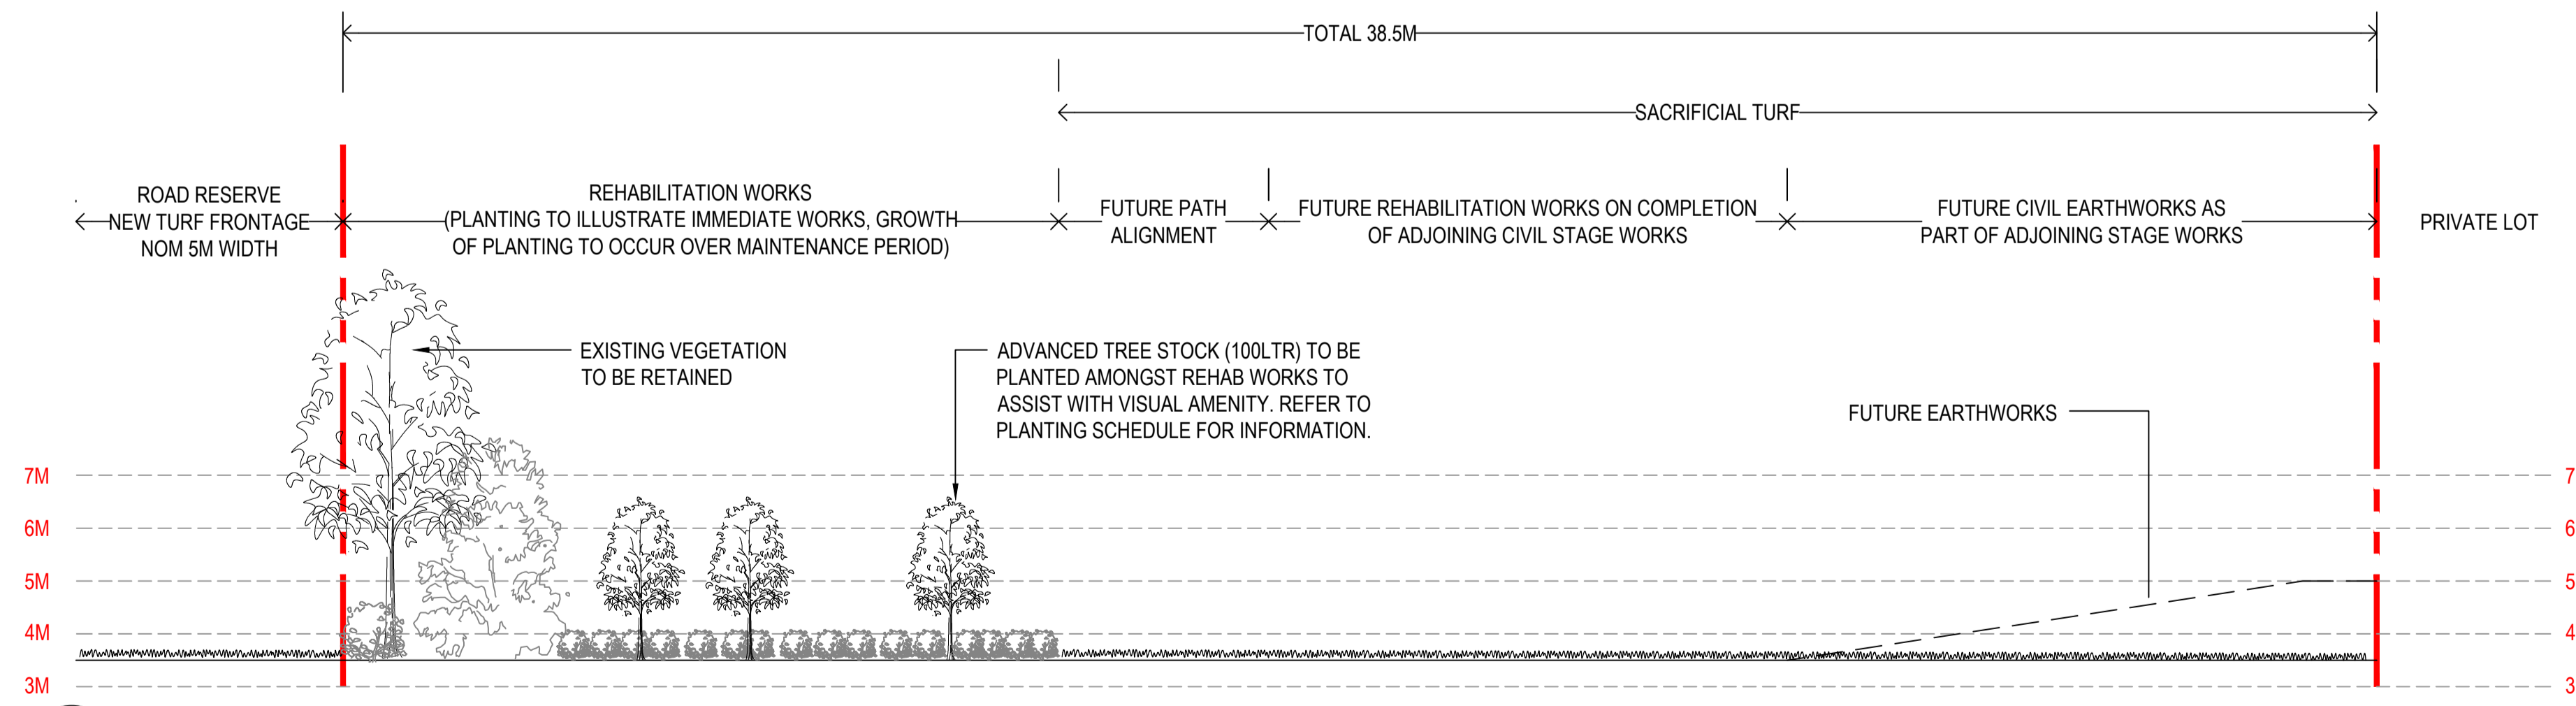 TOTAL 38.5M
SACRIFICIAL TURF
ROAD RESERVE
NEW TURF FRONTAGE
NOM 5M WIDTH
REHABILITATION WORKS
(PLANTING TO ILLUSTRATE IMMEDIATE WORKS, GROWTH
OF PLANTING TO OCCUR OVER MAINTENANCE PERIOD)
FUTURE PATH
ALIGNMENT
FUTURE REHABILITATION WORKS ON COMPLETION
OF ADJOINING CIVIL STAGE WORKS
FUTURE CIVIL EARTHWORKS AS
PART OF ADJOINING STAGE WORKS
PRIVATE LOT
EXISTING VEGETATION
TO BE RETAINED
ADVANCED TREE STOCK (100LTR) TO BE
PLANTED AMONGST REHAB WORKS TO
ASSIST WITH VISUAL AMENITY. REFER TO
PLANTING SCHEDULE FOR INFORMATION.
FUTURE EARTHWORKS
7M
6M
5M
4M
3M
7
6
5
4
3